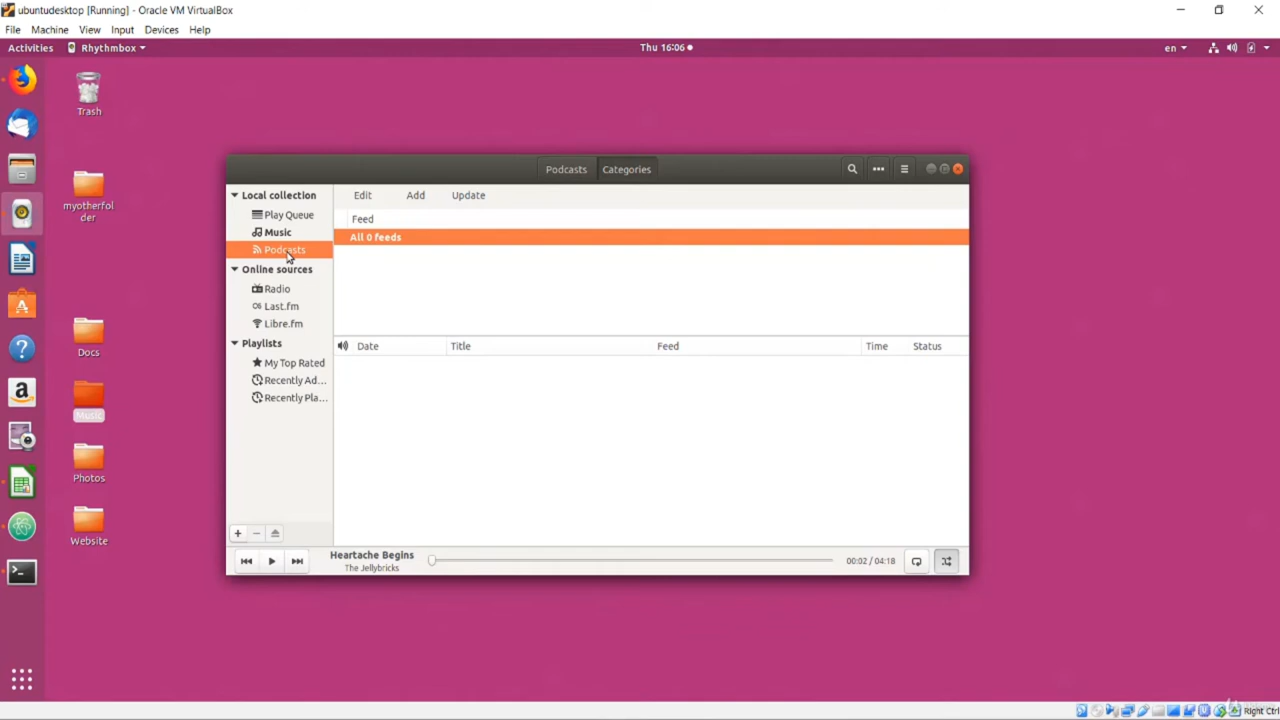 ubuntudesktop [Running] - Oracle VM VirtualBox
File Machine View Input Devices Help
Activities Rhythmbox Thu 16:06 en
Trash
myotherfol
der
Docs
Music
Photos
Website
Podcasts Categories
Local collection
Play Queue
Music
Podcasts
Online sources
Radio
Last.fm
Libre.fm
Playlists
My Top Rated
Recently Ad...
Recently Pla...
Edit Add Update
Feed
All 0 feeds
Date Title Feed Time Status
Heartache Begins
The Jellybricks
00:02 / 04:18
Right Ctrl